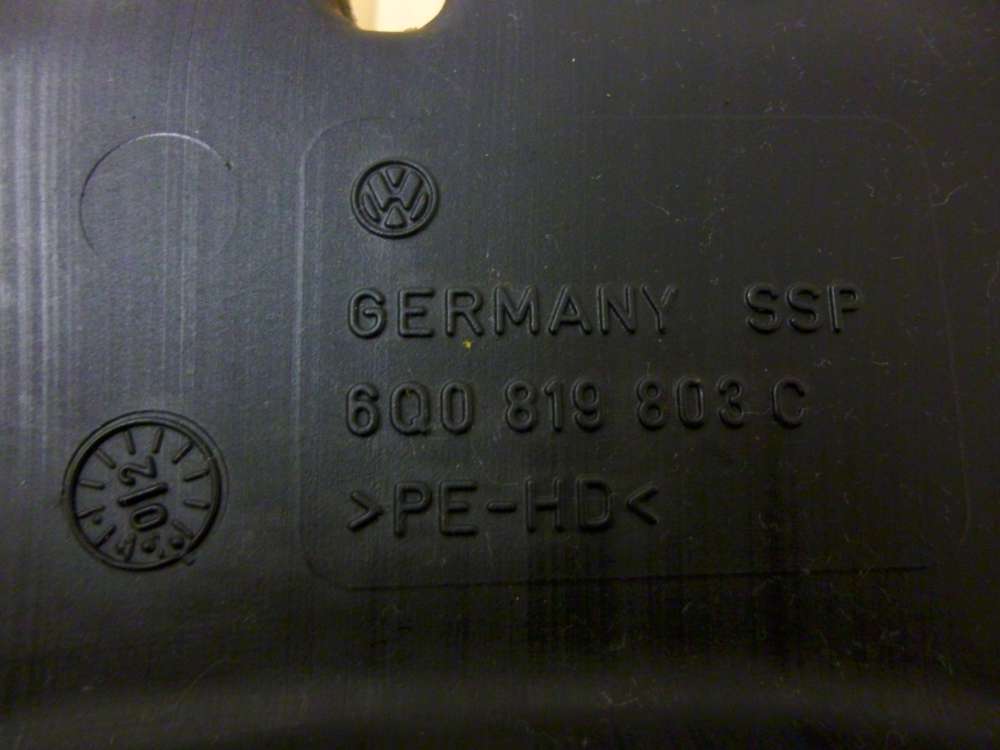 GERMANY SSP
6Q0 819 803 C
>PE-HD<